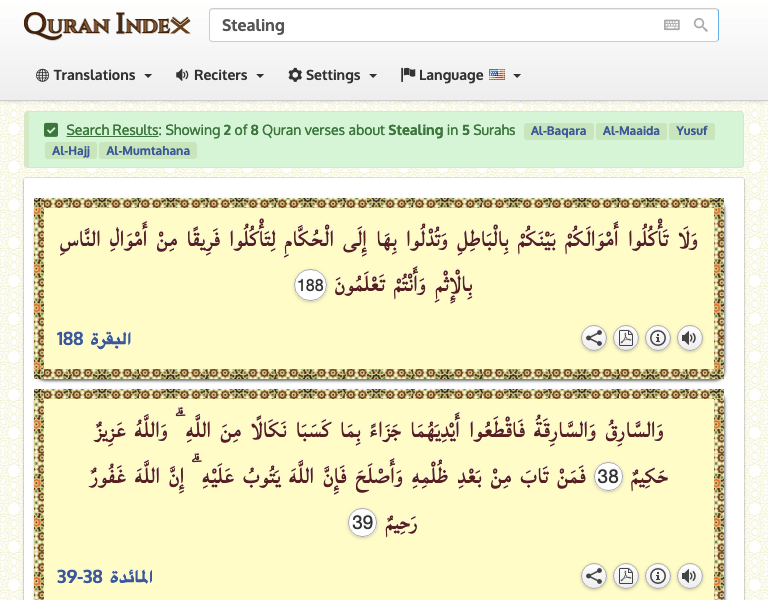 QURAN INDEX
Stealing
Translations
Reciters
Settings
Language
Search Results: Showing 2 of 8 Quran verses about Stealing in 5 Surahs Al-Baqara Al-Maaida Yusuf
Al-Hajj Al-Mumtahana
وَلَا تَأْكُلُوا أَمْوَالَكُمْ بَيْنَكُمْ بِالْبَاطِلِ وَتُدْلُوا بِهَا إِلَى الْحُكَّامِ لِتَأْكُلُوا فَرِيقًا مِنْ أَمْوَالِ النَّاسِ
بِالْإِثْمِ وَأَنْتُمْ تَعْلَمُونَ 188
البقرة 188
وَالسَّارِقُ وَالسَّارِقَةُ فَاقْطَعُوا أَيْدِيَهُمَا جَزَاءً بِمَا كَسَبَا نَكَالًا مِنَ اللَّهِ ۗ وَاللَّهُ عَزِيزٌ
حَكِيمٌ 38 فَمَنْ تَابَ مِنْ بَعْدِ ظُلْمِهِ وَأَصْلَحَ فَإِنَّ اللَّهَ يَتُوبُ عَلَيْهِ ۗ إِنَّ اللَّهَ غَفُورٌ
رَحِيمٌ 39
المائدة 38-39